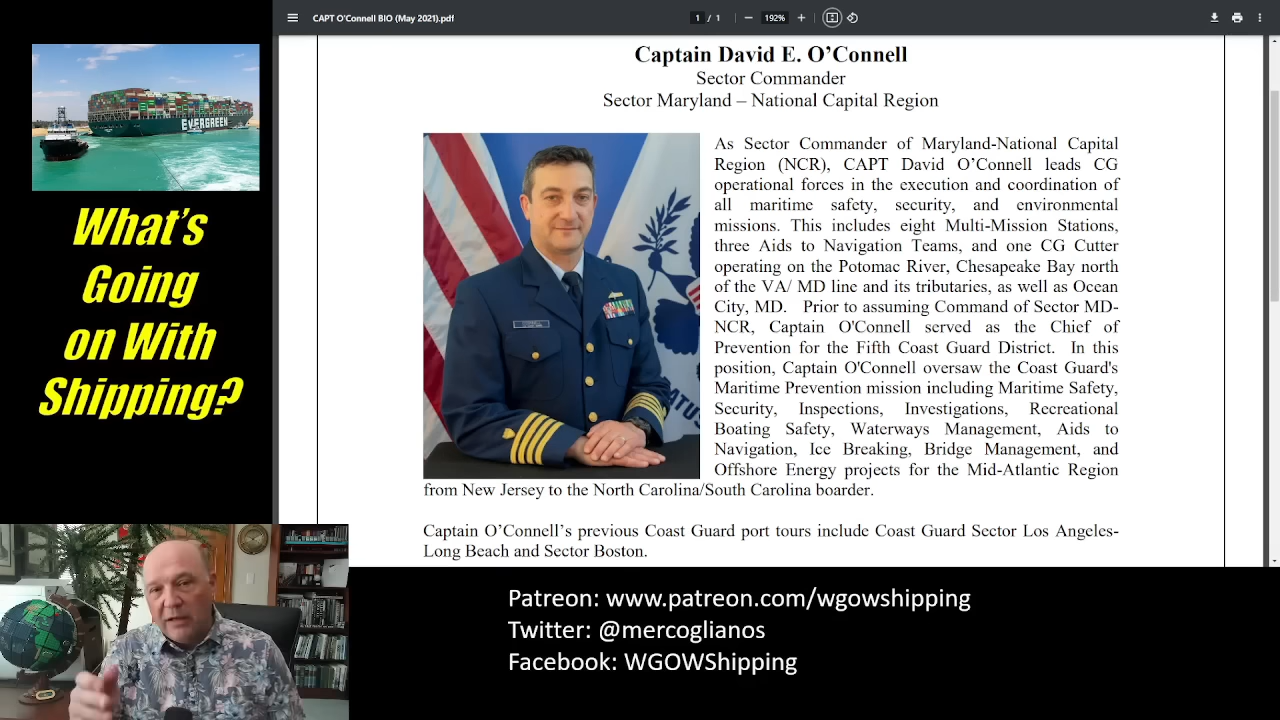 CAPT O'Connell BIO (May 2021).pdf
1 / 1
192%
EVERGREEN
What's
Going
on With
Shipping?
Captain David E. O'Connell
Sector Commander
Sector Maryland – National Capital Region
As Sector Commander of Maryland-National Capital
Region (NCR), CAPT David O'Connell leads CG
operational forces in the execution and coordination of
all maritime safety, security, and environmental
missions. This includes eight Multi-Mission Stations,
three Aids to Navigation Teams, and one CG Cutter
operating on the Potomac River, Chesapeake Bay north
of the VA/ MD line and its tributaries, as well as Ocean
City, MD. Prior to assuming Command of Sector MD-
NCR, Captain O'Connell served as the Chief of
Prevention for the Fifth Coast Guard District. In this
position, Captain O'Connell oversaw the Coast Guard's
Maritime Prevention mission including Maritime Safety,
Security, Inspections, Investigations, Recreational
Boating Safety, Waterways Management, Aids to
Navigation, Ice Breaking, Bridge Management, and
Offshore Energy projects for the Mid-Atlantic Region
from New Jersey to the North Carolina/South Carolina boarder.
Captain O'Connell's previous Coast Guard port tours include Coast Guard Sector Los Angeles-
Long Beach and Sector Boston.
Patreon: www.patreon.com/wgowshipping
Twitter: @mercoglianos
Facebook: WGOWShipping